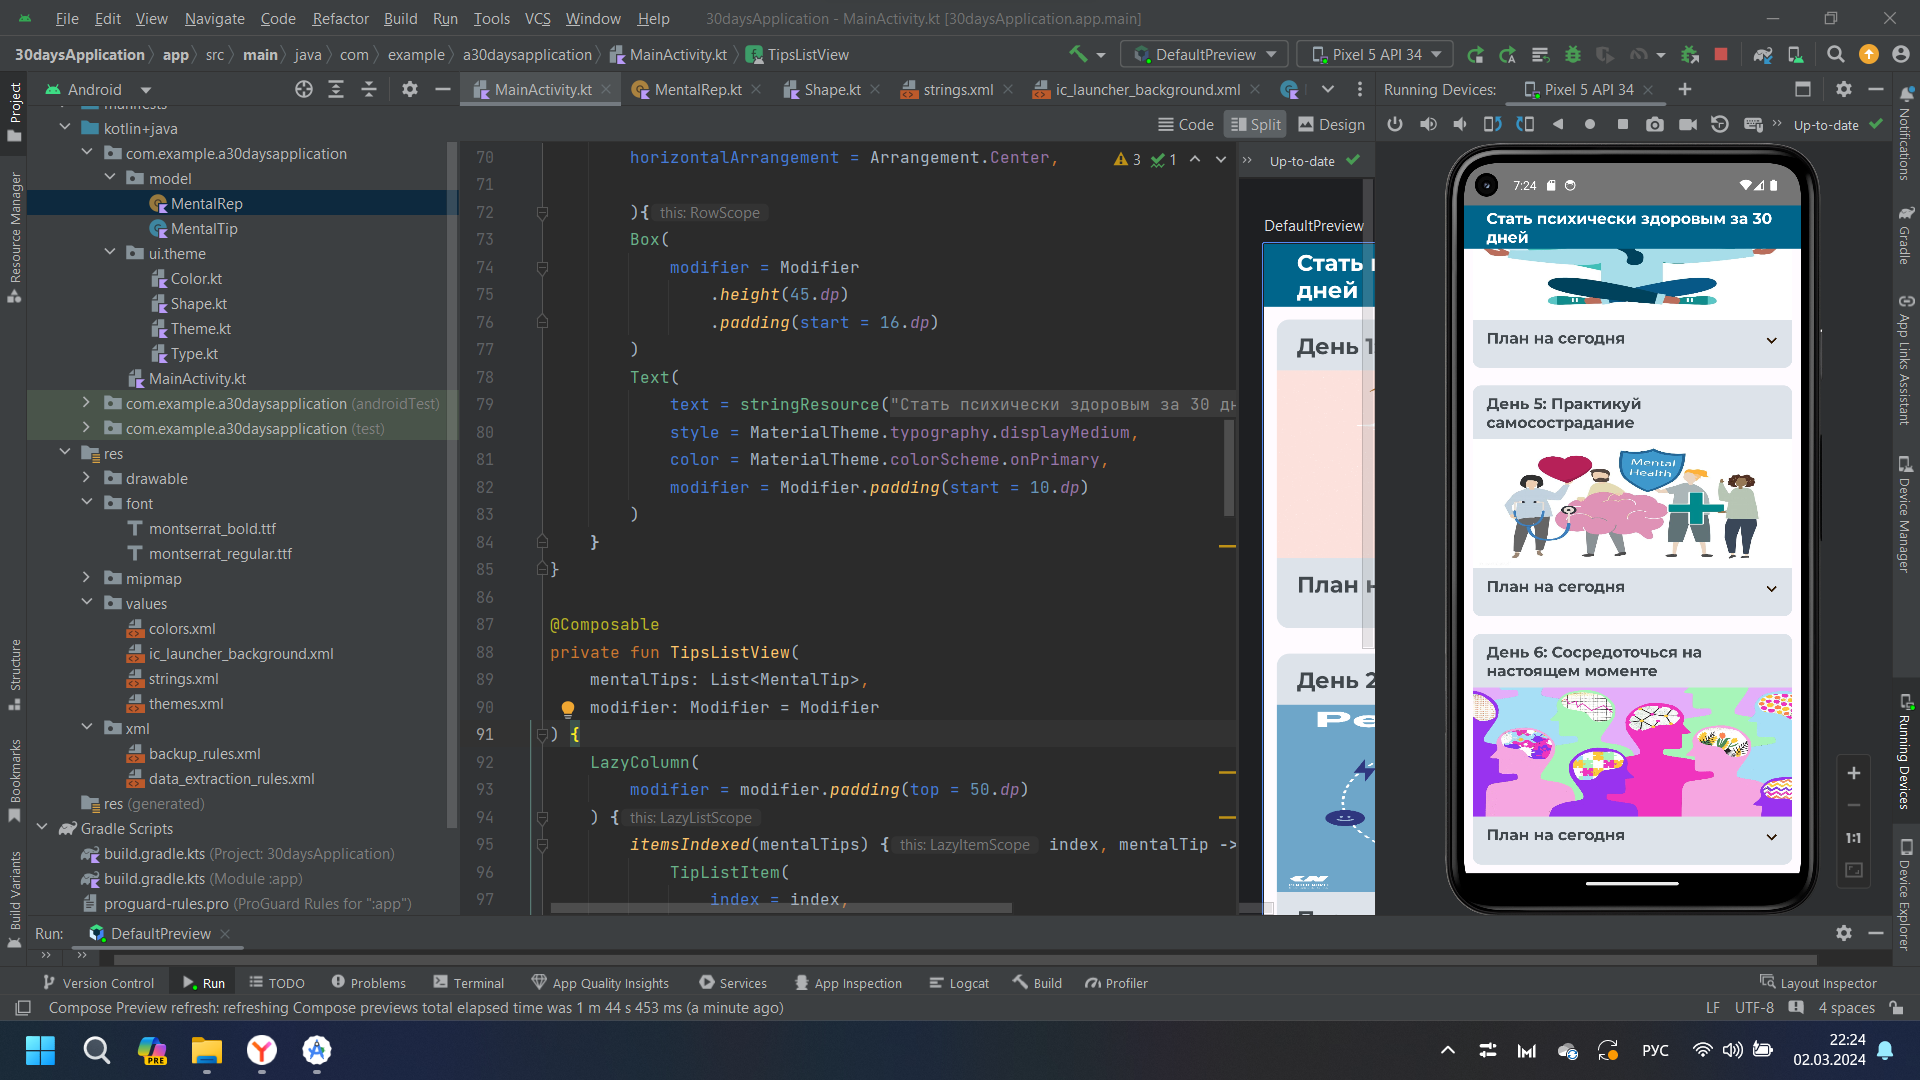 File Edit View Navigate Code Refactor Build Run Tools VCS Window Help 30daysApplication - MainActivity.kt [30daysApplication.app.main]
30daysApplication app src main java com example a30daysapplication MainActivity.kt TipsListView
DefaultPreview Pixel 5 API 34
Project
Resource Manager
Structure
Bookmarks
Build Variants
Android
kotlin+java
com.example.a30daysapplication
model
MentalRep
MentalTip
ui.theme
Color.kt
Shape.kt
Theme.kt
Type.kt
MainActivity.kt
com.example.a30daysapplication (androidTest)
com.example.a30daysapplication (test)
res
drawable
font
montserrat_bold.ttf
montserrat_regular.ttf
mipmap
values
colors.xml
ic_launcher_background.xml
strings.xml
themes.xml
xml
backup_rules.xml
data_extraction_rules.xml
res (generated)
Gradle Scripts
build.gradle.kts (Project: 30daysApplication)
build.gradle.kts (Module :app)
proguard-rules.pro (ProGuard Rules for ":app")
MainActivity.kt MentalRep.kt Shape.kt strings.xml ic_launcher_background.xml
Code Split Design
3 1
70 horizontalArrangement = Arrangement.Center,
71
72 ){ this: RowScope
73 Box(
74 modifier = Modifier
75 .height(45.dp)
76 .padding(start = 16.dp)
77 )
78 Text(
79 text = stringResource("Стать психически здоровым за 30 дн
80 style = MaterialTheme.typography.displayMedium,
81 color = MaterialTheme.colorScheme.onPrimary,
82 modifier = Modifier.padding(start = 10.dp)
83 )
84 }
85 }
86
87 @Composable
88 private fun TipsListView(
89 mentalTips: List<MentalTip>,
90 modifier: Modifier = Modifier
91 ) {
92 LazyColumn(
93 modifier = modifier.padding(top = 50.dp)
94 ) { this: LazyListScope
95 itemsIndexed(mentalTips) { this: LazyItemScope index, mentalTip ->
96 TipListItem(
97 index = index,
Up-to-date
DefaultPreview
Стать
дней
День 1
План н
День 2
Running Devices: Pixel 5 API 34
Up-to-date
7:24
Стать психически здоровым за 30
дней
План на сегодня
День 5: Практикуй
самосострадание
Mental
Health
План на сегодня
День 6: Сосредоточься на
настоящем моменте
План на сегодня
1:1
Notifications
Gradle
App Links Assistant
Device Manager
Running Devices
Device Explorer
Run: DefaultPreview
Version Control Run TODO Problems Terminal App Quality Insights Services App Inspection Logcat Build Profiler Layout Inspector
Compose Preview refresh: refreshing Compose previews total elapsed time was 1 m 44 s 453 ms (a minute ago)
LF UTF-8 4 spaces
PRE
РУС
22:24
02.03.2024